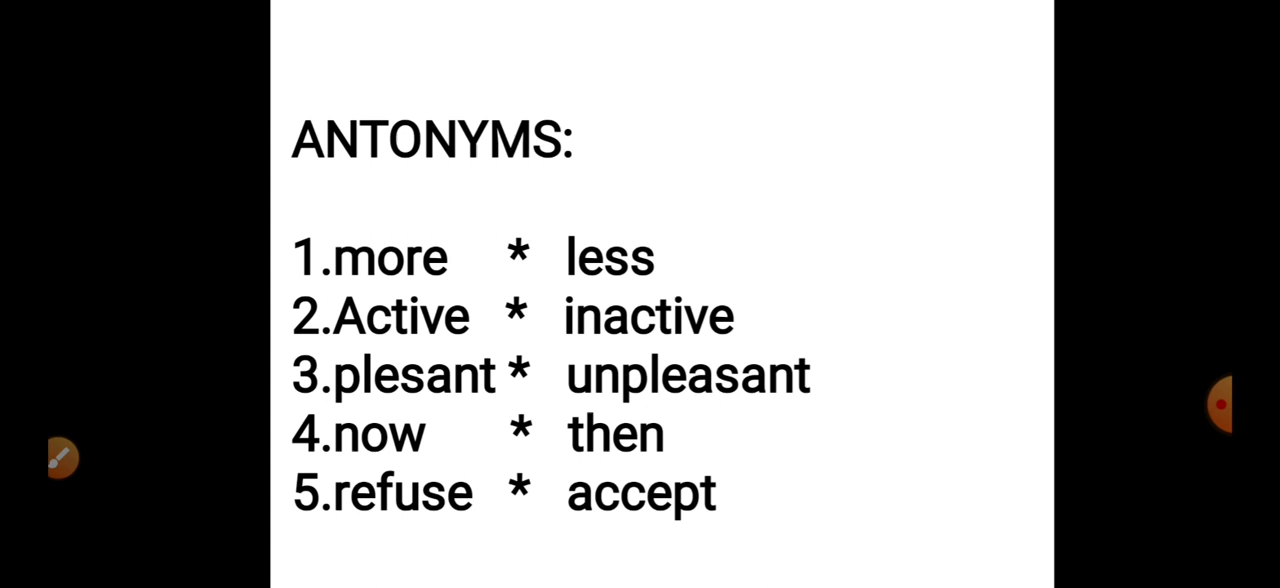 ANTONYMS:
1.more * less
2.Active * inactive
3.plesant * unpleasant
4.now * then
5.refuse * accept